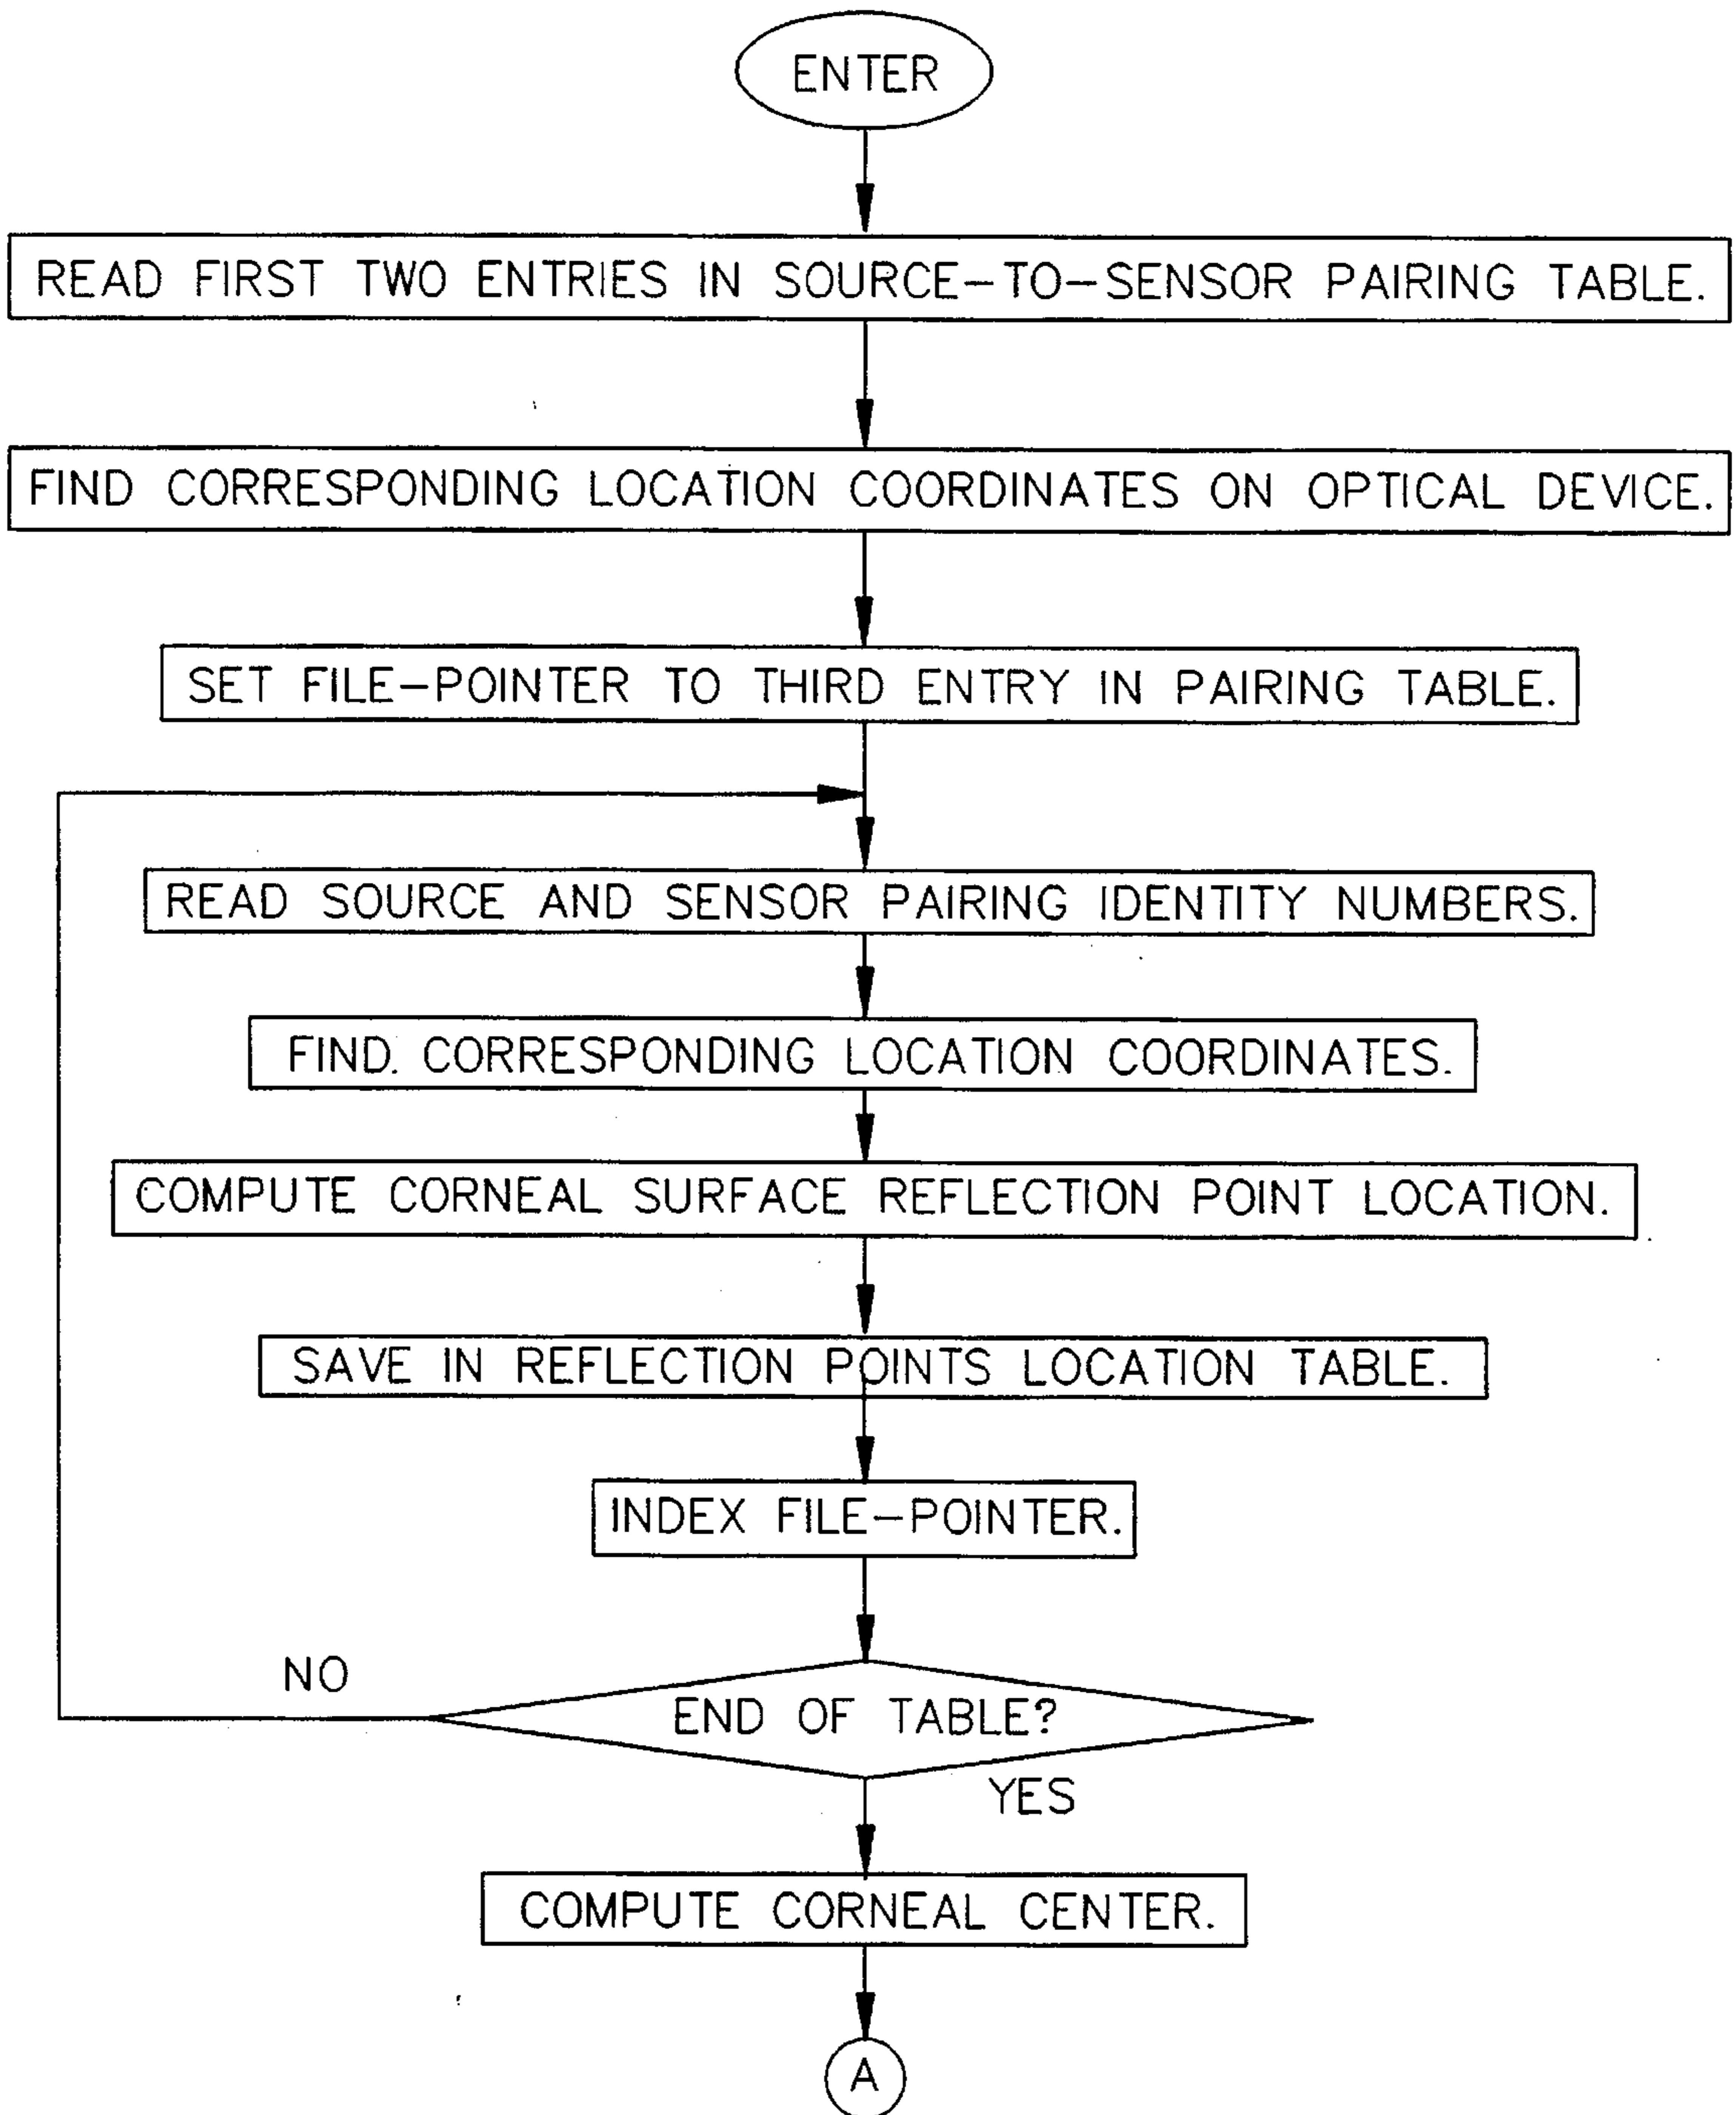 ENTER
READ FIRST TWO ENTRIES IN SOURCE-TO-SENSOR PAIRING TABLE.
FIND CORRESPONDING LOCATION COORDINATES ON OPTICAL DEVICE.
SET FILE-POINTER TO THIRD ENTRY IN PAIRING TABLE.
READ SOURCE AND SENSOR PAIRING IDENTITY NUMBERS.
FIND. CORRESPONDING LOCATION COORDINATES.
COMPUTE CORNEAL SURFACE REFLECTION POINT LOCATION.
SAVE IN REFLECTION POINTS LOCATION TABLE.
INDEX FILE-POINTER.
NO
END OF TABLE?
YES
COMPUTE CORNEAL CENTER.
A